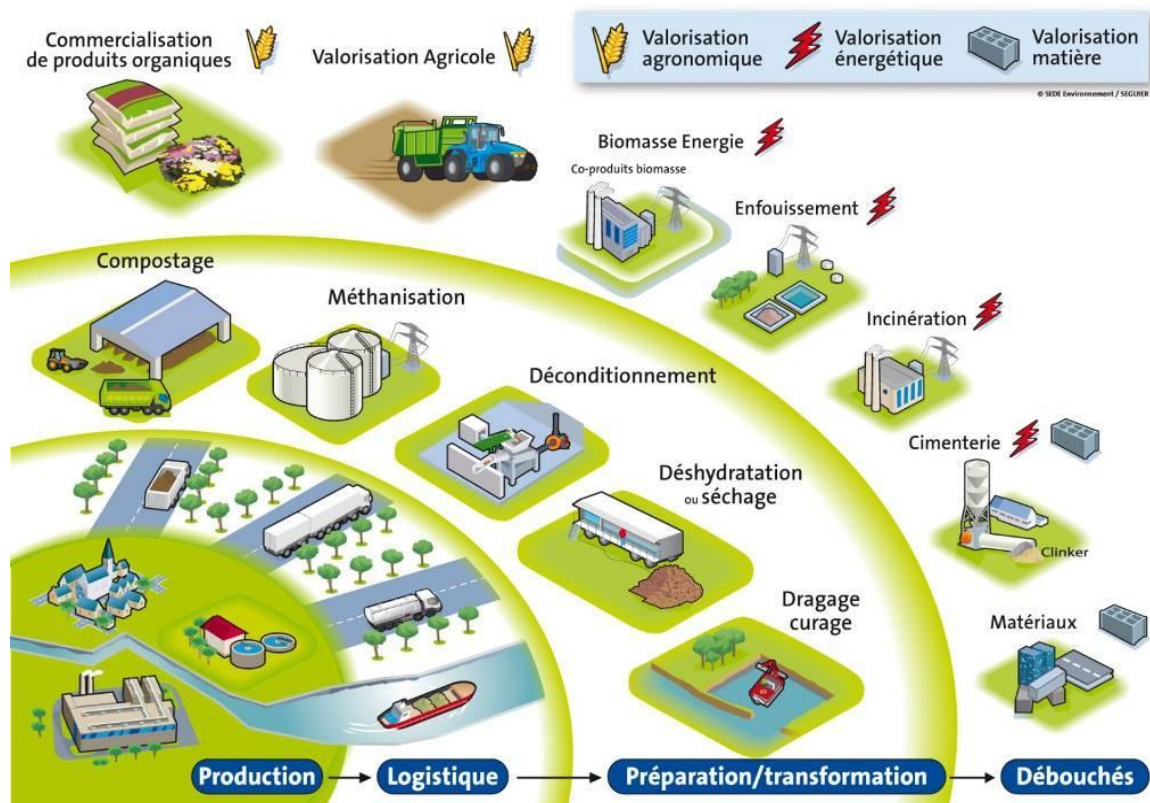 Commercialisation
de produits organiques
Valorisation Agricole
Valorisation
agronomique
Valorisation
énergétique
Valorisation
matière
© SEDE Environnement / SEGUIER
Biomasse Energie
Co-produits biomasse
Enfouissement
Compostage
Méthanisation
Incinération
Déconditionnement
Cimenterie
Déshydratation
ou séchage
Clinker
Dragage
curage
Matériaux
Production
Logistique
Préparation/transformation
Débouchés